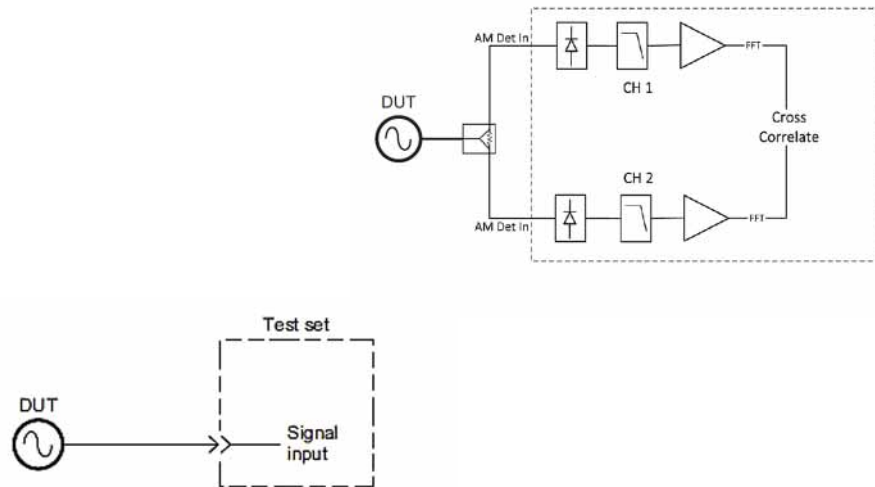 AM Det In
CH 1
FFT
DUT
Cross
Correlate
CH 2
AM Det In
FFT
Test set
DUT
Signal
input